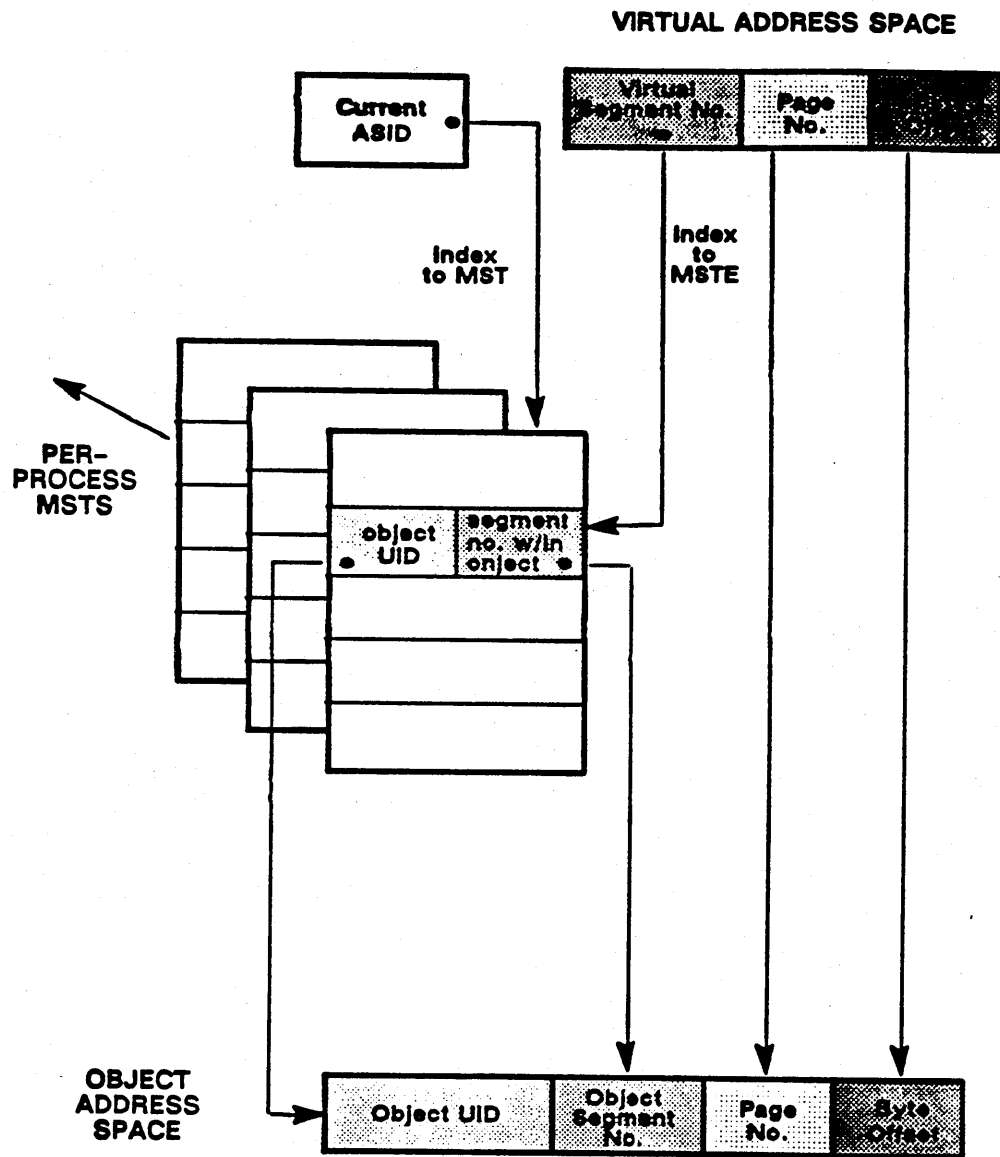 VIRTUAL ADDRESS SPACE
Current
ASID
Virtual
Segment No.
Page
No.
Index
to MST
Index
to
MSTE
PER-
PROCESS
MSTS
object
UID
segment
no. w/in
onject
OBJECT
ADDRESS
SPACE
Object UID
Object
Segment
No.
Page
No.
Byte
Offset